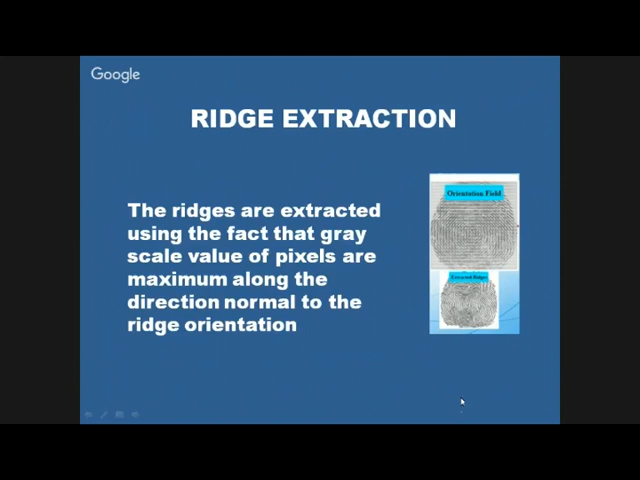 Google
RIDGE EXTRACTION
The ridges are extracted
using the fact that gray
scale value of pixels are
maximum along the
direction normal to the
ridge orientation
Orientation Field
Extracted Ridges